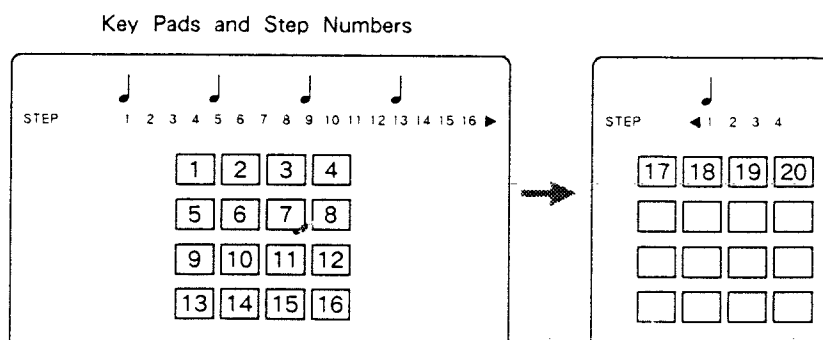 Key Pads and Step Numbers
STEP 1 2 3 4 5 6 7 8 9 10 11 12 13 14 15 16 ▶
1 2 3 4
5 6 7 8
9 10 11 12
13 14 15 16
STEP ◀ 1 2 3 4
17 18 19 20